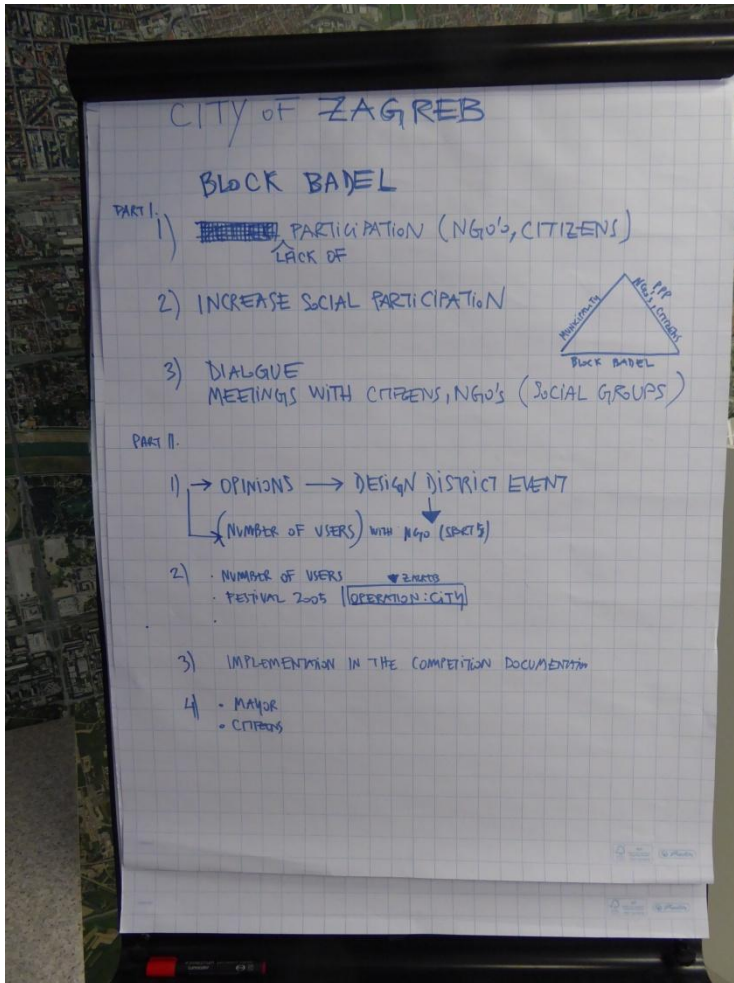 CITY OF ZAGREB
BLOCK BADEL
PART I.
1) PARTICIPATION (NGO's, CITIZENS)
LACK OF
2) INCREASE SOCIAL PARTICIPATION
MUNICIPALITY
PPP
NGO's, CITIZENS
BLOCK BADEL
3) DIALOGUE
MEETINGS WITH CITIZENS, NGO's (SOCIAL GROUPS)
PART II.
1) → OPINIONS → DESIGN DISTRICT EVENT
(NUMBER OF USERS) WITH NGO
2) · NUMBER OF USERS
· FESTIVAL 2005 OPERATION:CITY
3) IMPLEMENTATION IN THE COMPETITION DOCUMENTATION
4) · MAYOR
· CITIZENS